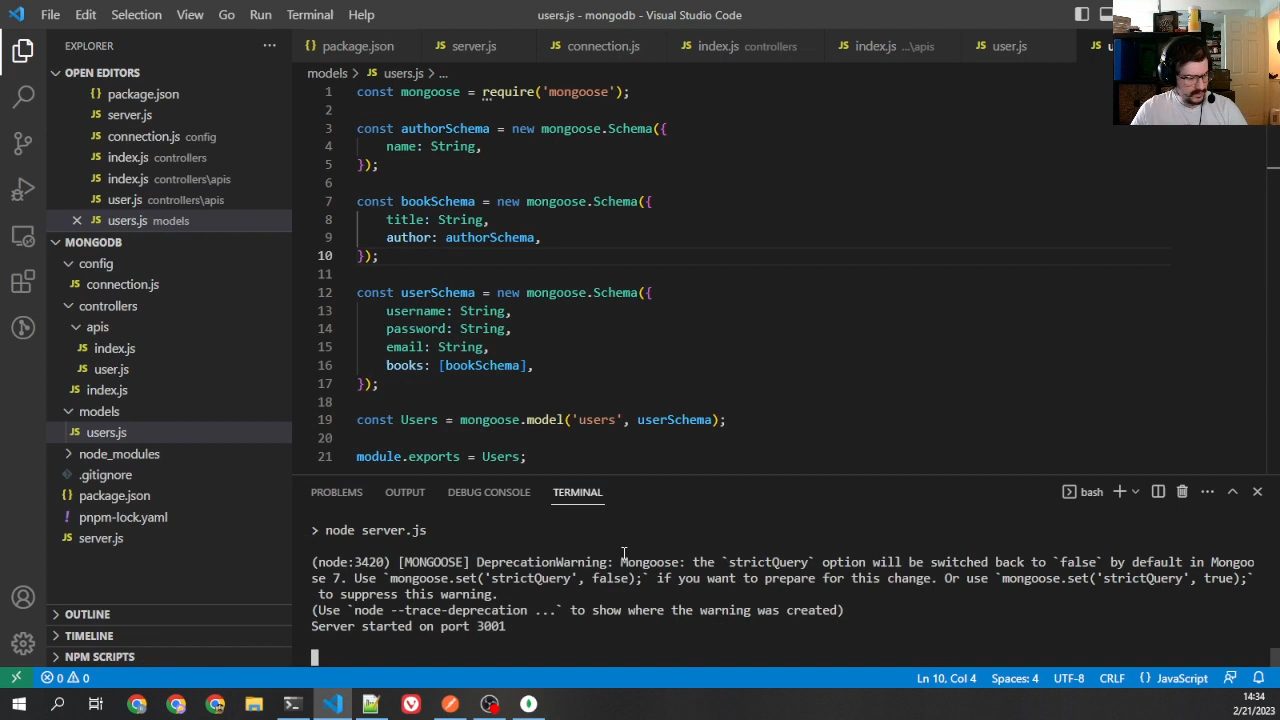 File Edit Selection View Go Run Terminal Help users.js - mongodb - Visual Studio Code
EXPLORER
OPEN EDITORS
package.json
server.js
connection.js config
index.js controllers
index.js controllers\apis
user.js controllers\apis
users.js models
MONGODB
config
connection.js
controllers
apis
index.js
user.js
index.js
models
users.js
node_modules
.gitignore
package.json
pnpm-lock.yaml
server.js
OUTLINE
TIMELINE
NPM SCRIPTS
package.json server.js connection.js index.js controllers index.js ...\apis user.js
models > JS users.js > ...
1 const mongoose = require('mongoose');
2
3 const authorSchema = new mongoose.Schema({
4 name: String,
5 });
6
7 const bookSchema = new mongoose.Schema({
8 title: String,
9 author: authorSchema,
10 });
11
12 const userSchema = new mongoose.Schema({
13 username: String,
14 password: String,
15 email: String,
16 books: [bookSchema],
17 });
18
19 const Users = mongoose.model('users', userSchema);
20
21 module.exports = Users;
PROBLEMS OUTPUT DEBUG CONSOLE TERMINAL bash
> node server.js
(node:3420) [MONGOOSE] DeprecationWarning: Mongoose: the `strictQuery` option will be switched back to `false` by default in Mongoo
se 7. Use `mongoose.set('strictQuery', false);` if you want to prepare for this change. Or use `mongoose.set('strictQuery', true);`
to suppress this warning.
(Use `node --trace-deprecation ...` to show where the warning was created)
Server started on port 3001
0 0 Ln 10, Col 4 Spaces: 4 UTF-8 CRLF {} JavaScript
14:34
2/21/2023